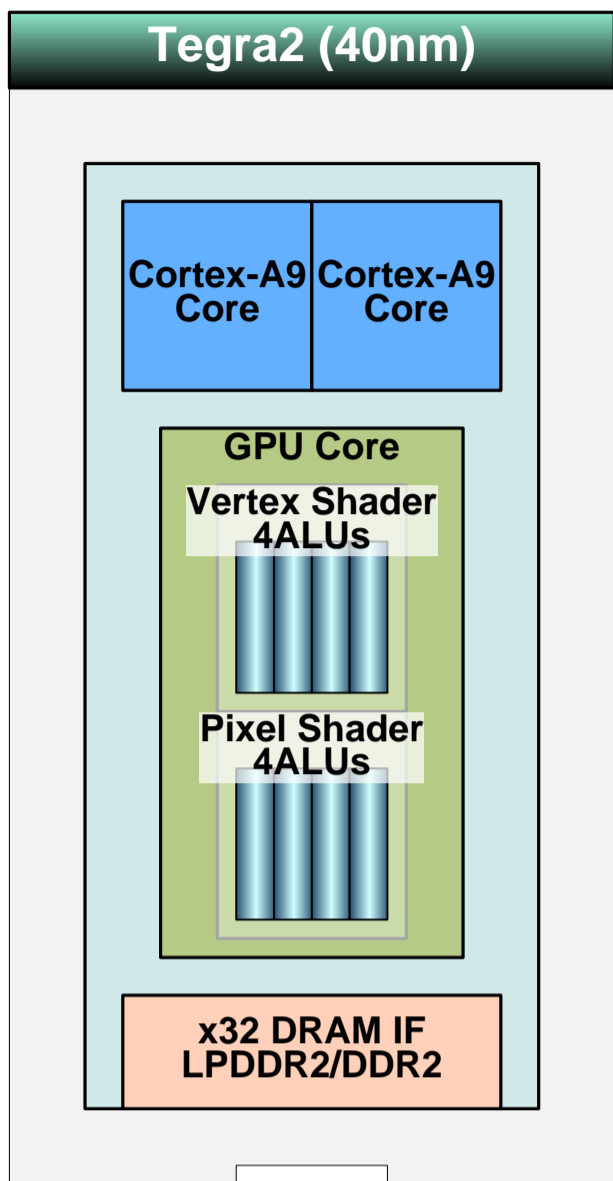 Tegra2 (40nm)
Cortex-A9 Cortex-A9
Core Core
GPU Core
Vertex Shader
4ALUs
Pixel Shader
4ALUs
x32 DRAM IF
LPDDR2/DDR2